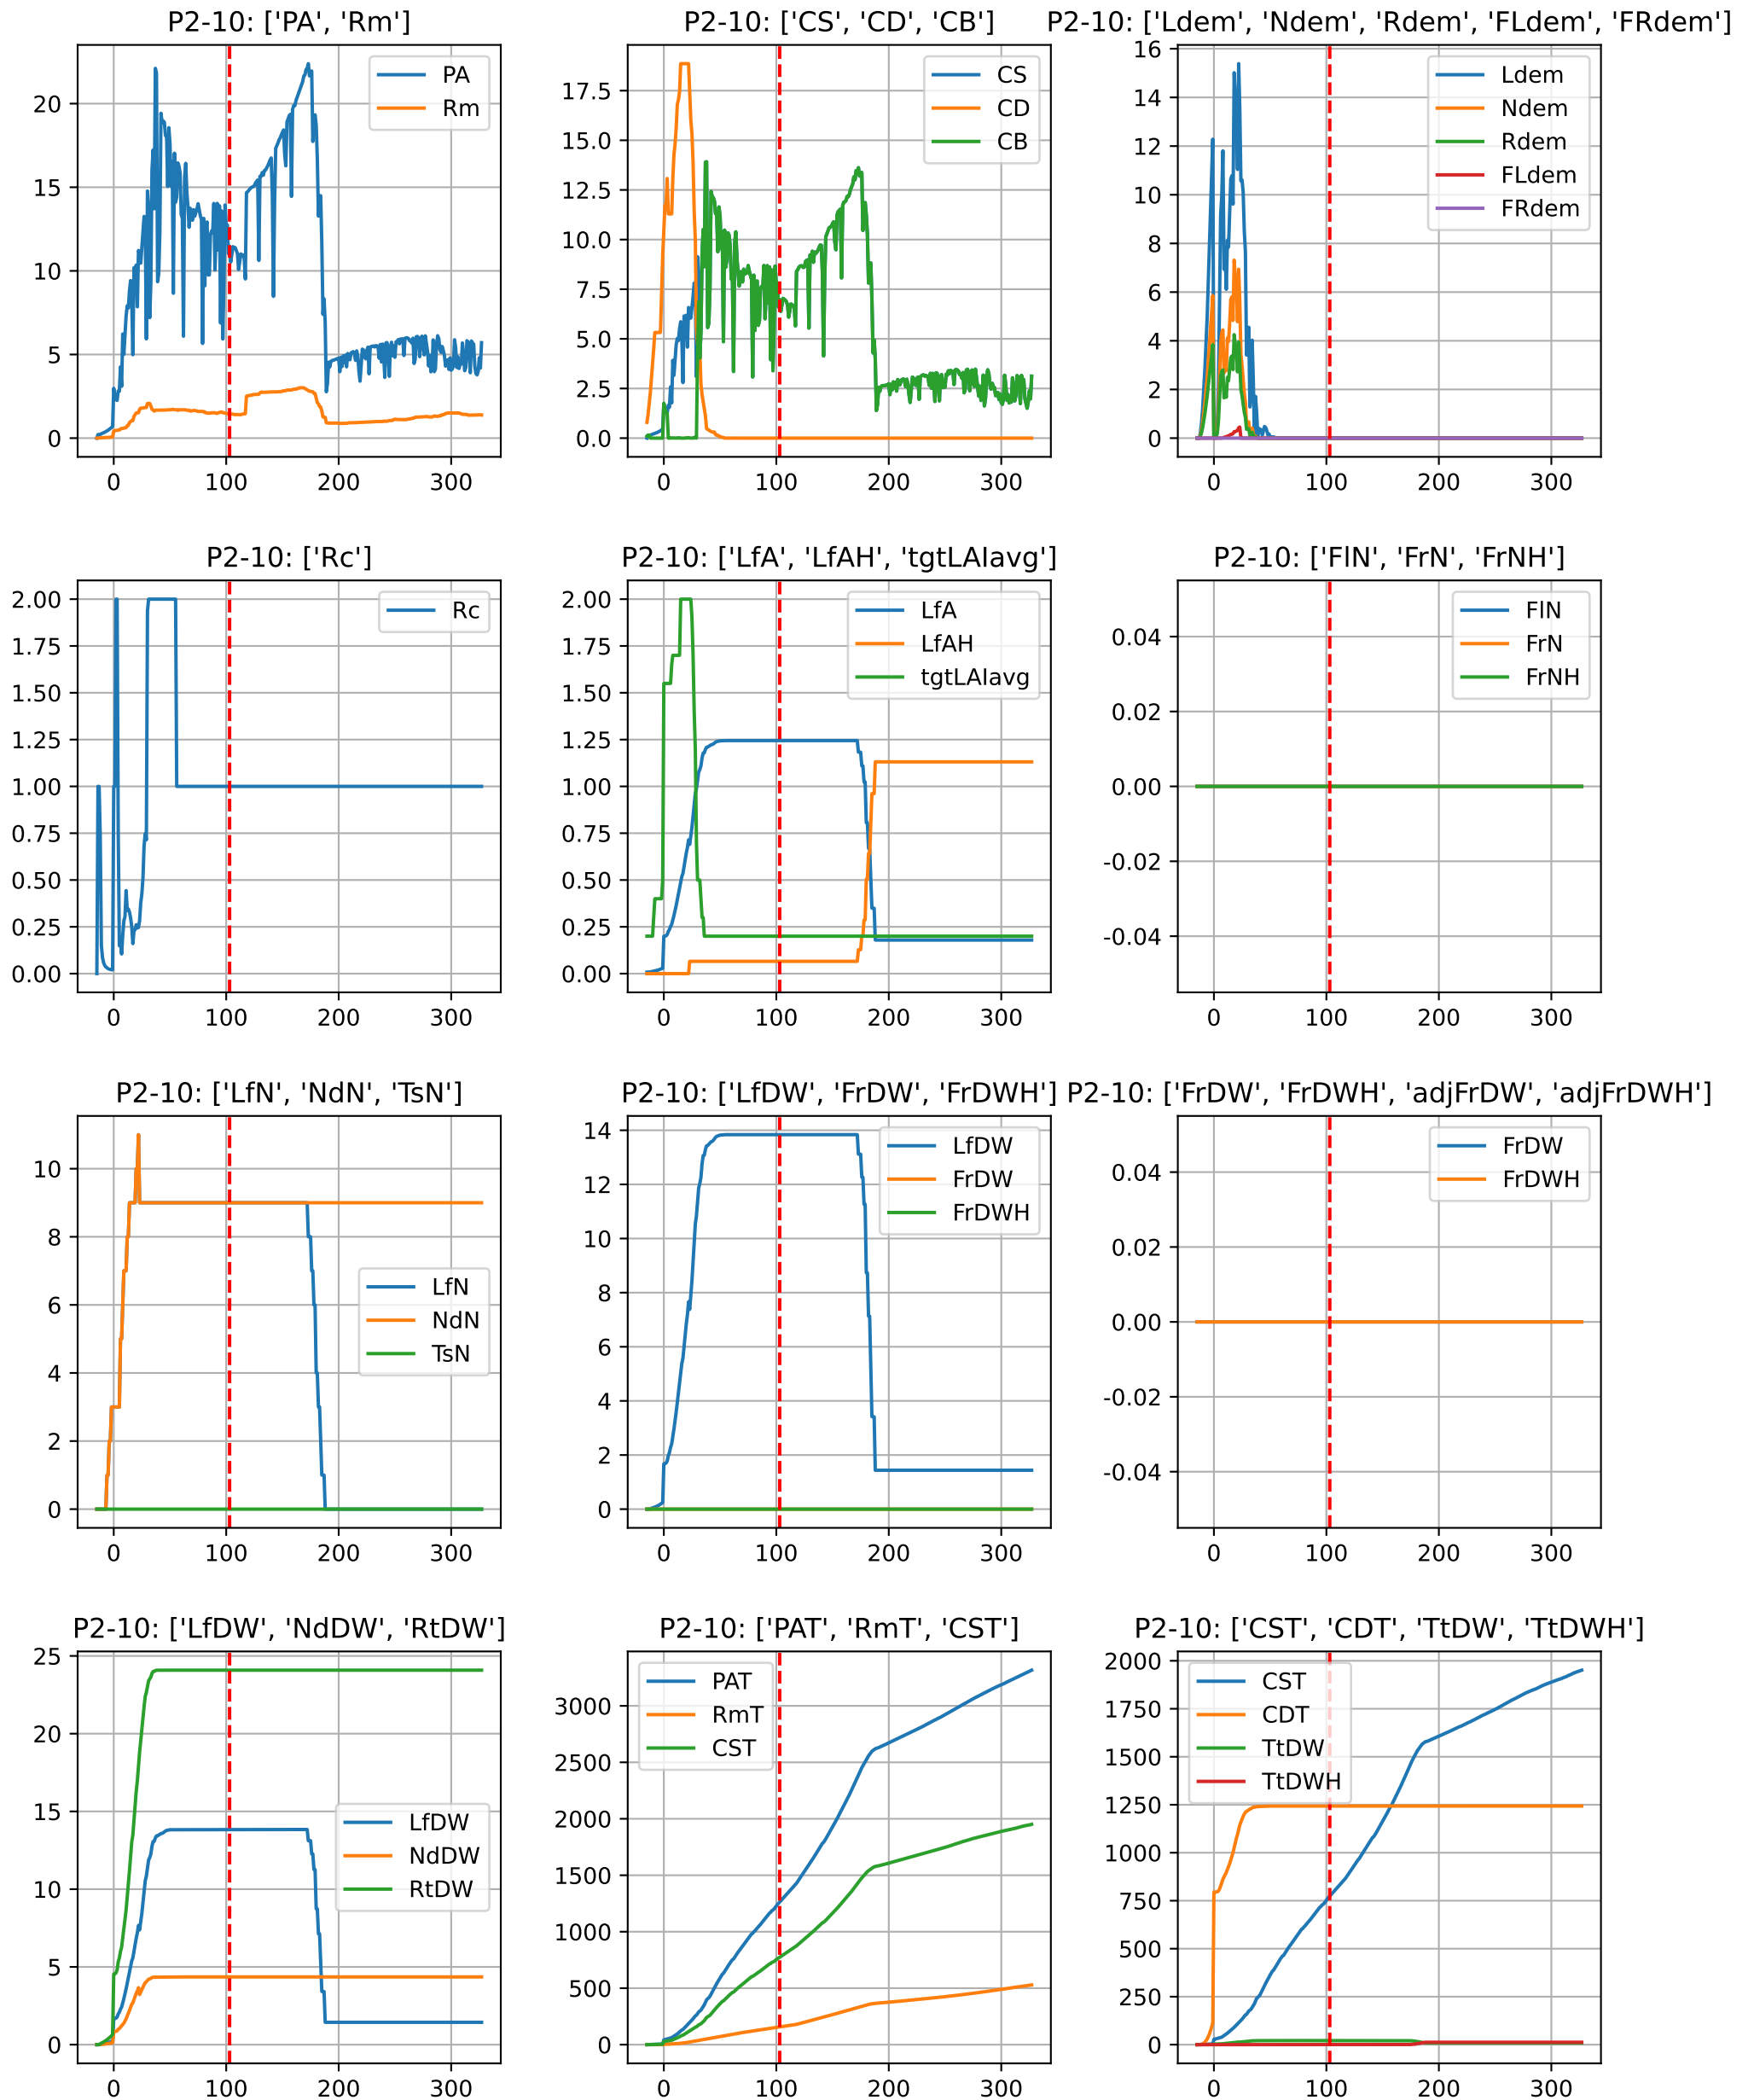 P2-10: ['PA', 'Rm']
20
15
10
5
0
0 100 200 300
PA
Rm
P2-10: ['CS', 'CD', 'CB']
17.5
15.0
12.5
10.0
7.5
5.0
2.5
0.0
0 100 200 300
CS
CD
CB
P2-10: ['Ldem', 'Ndem', 'Rdem', 'FLdem', 'FRdem']
16
14
12
10
8
6
4
2
0
0 100 200 300
Ldem
Ndem
Rdem
FLdem
FRdem
P2-10: ['Rc']
2.00
1.75
1.50
1.25
1.00
0.75
0.50
0.25
0.00
0 100 200 300
Rc
P2-10: ['LfA', 'LfAH', 'tgtLAIavg']
2.00
1.75
1.50
1.25
1.00
0.75
0.50
0.25
0.00
0 100 200 300
LfA
LfAH
tgtLAIavg
P2-10: ['FlN', 'FrN', 'FrNH']
0.04
0.02
0.00
-0.02
-0.04
0 100 200 300
FlN
FrN
FrNH
P2-10: ['LfN', 'NdN', 'TsN']
10
8
6
4
2
0
0 100 200 300
LfN
NdN
TsN
P2-10: ['LfDW', 'FrDW', 'FrDWH']
14
12
10
8
6
4
2
0
0 100 200 300
LfDW
FrDW
FrDWH
P2-10: ['FrDW', 'FrDWH', 'adjFrDW', 'adjFrDWH']
0.04
0.02
0.00
-0.02
-0.04
0 100 200 300
FrDW
FrDWH
P2-10: ['LfDW', 'NdDW', 'RtDW']
25
20
15
10
5
0
0 100 200 300
LfDW
NdDW
RtDW
P2-10: ['PAT', 'RmT', 'CST']
3000
2500
2000
1500
1000
500
0
0 100 200 300
PAT
RmT
CST
P2-10: ['CST', 'CDT', 'TtDW', 'TtDWH']
2000
1750
1500
1250
1000
750
500
250
0
0 100 200 300
CST
CDT
TtDW
TtDWH